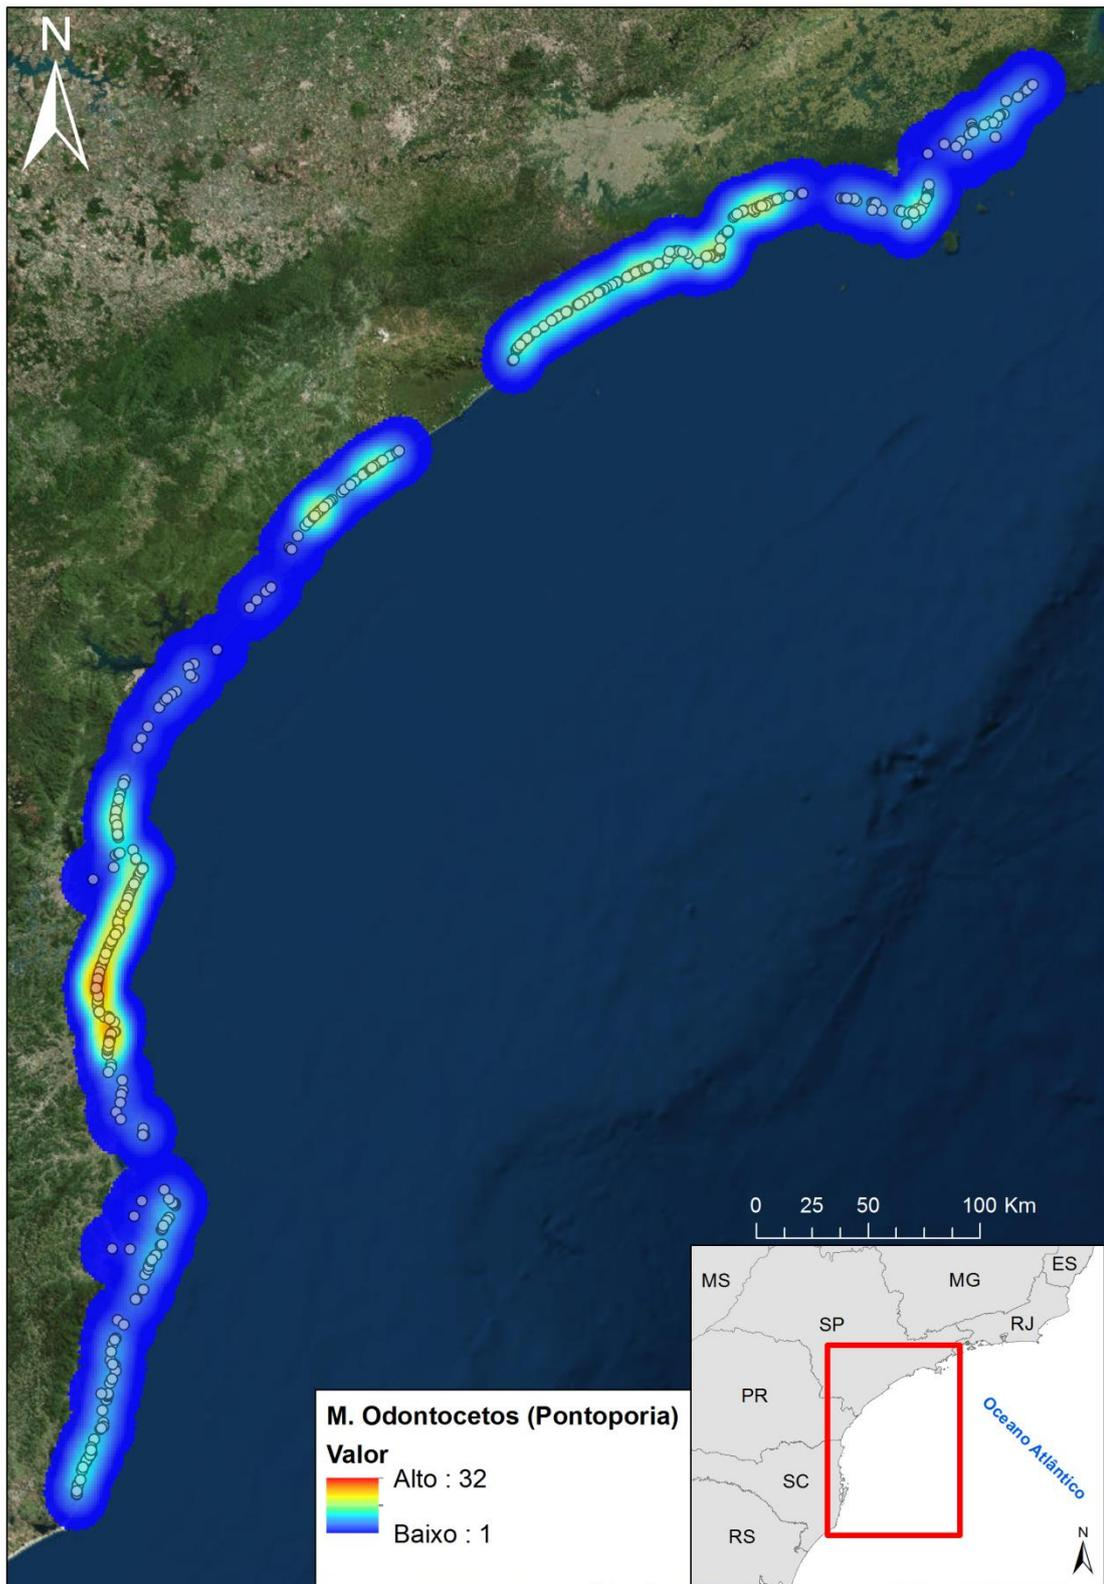 N
0 25 50 100 Km
M. Odontocetos (Pontoporia)
Valor
Alto : 32
Baixo : 1
MS
MG
ES
SP
RJ
PR
Oceano Atlântico
SC
RS
N